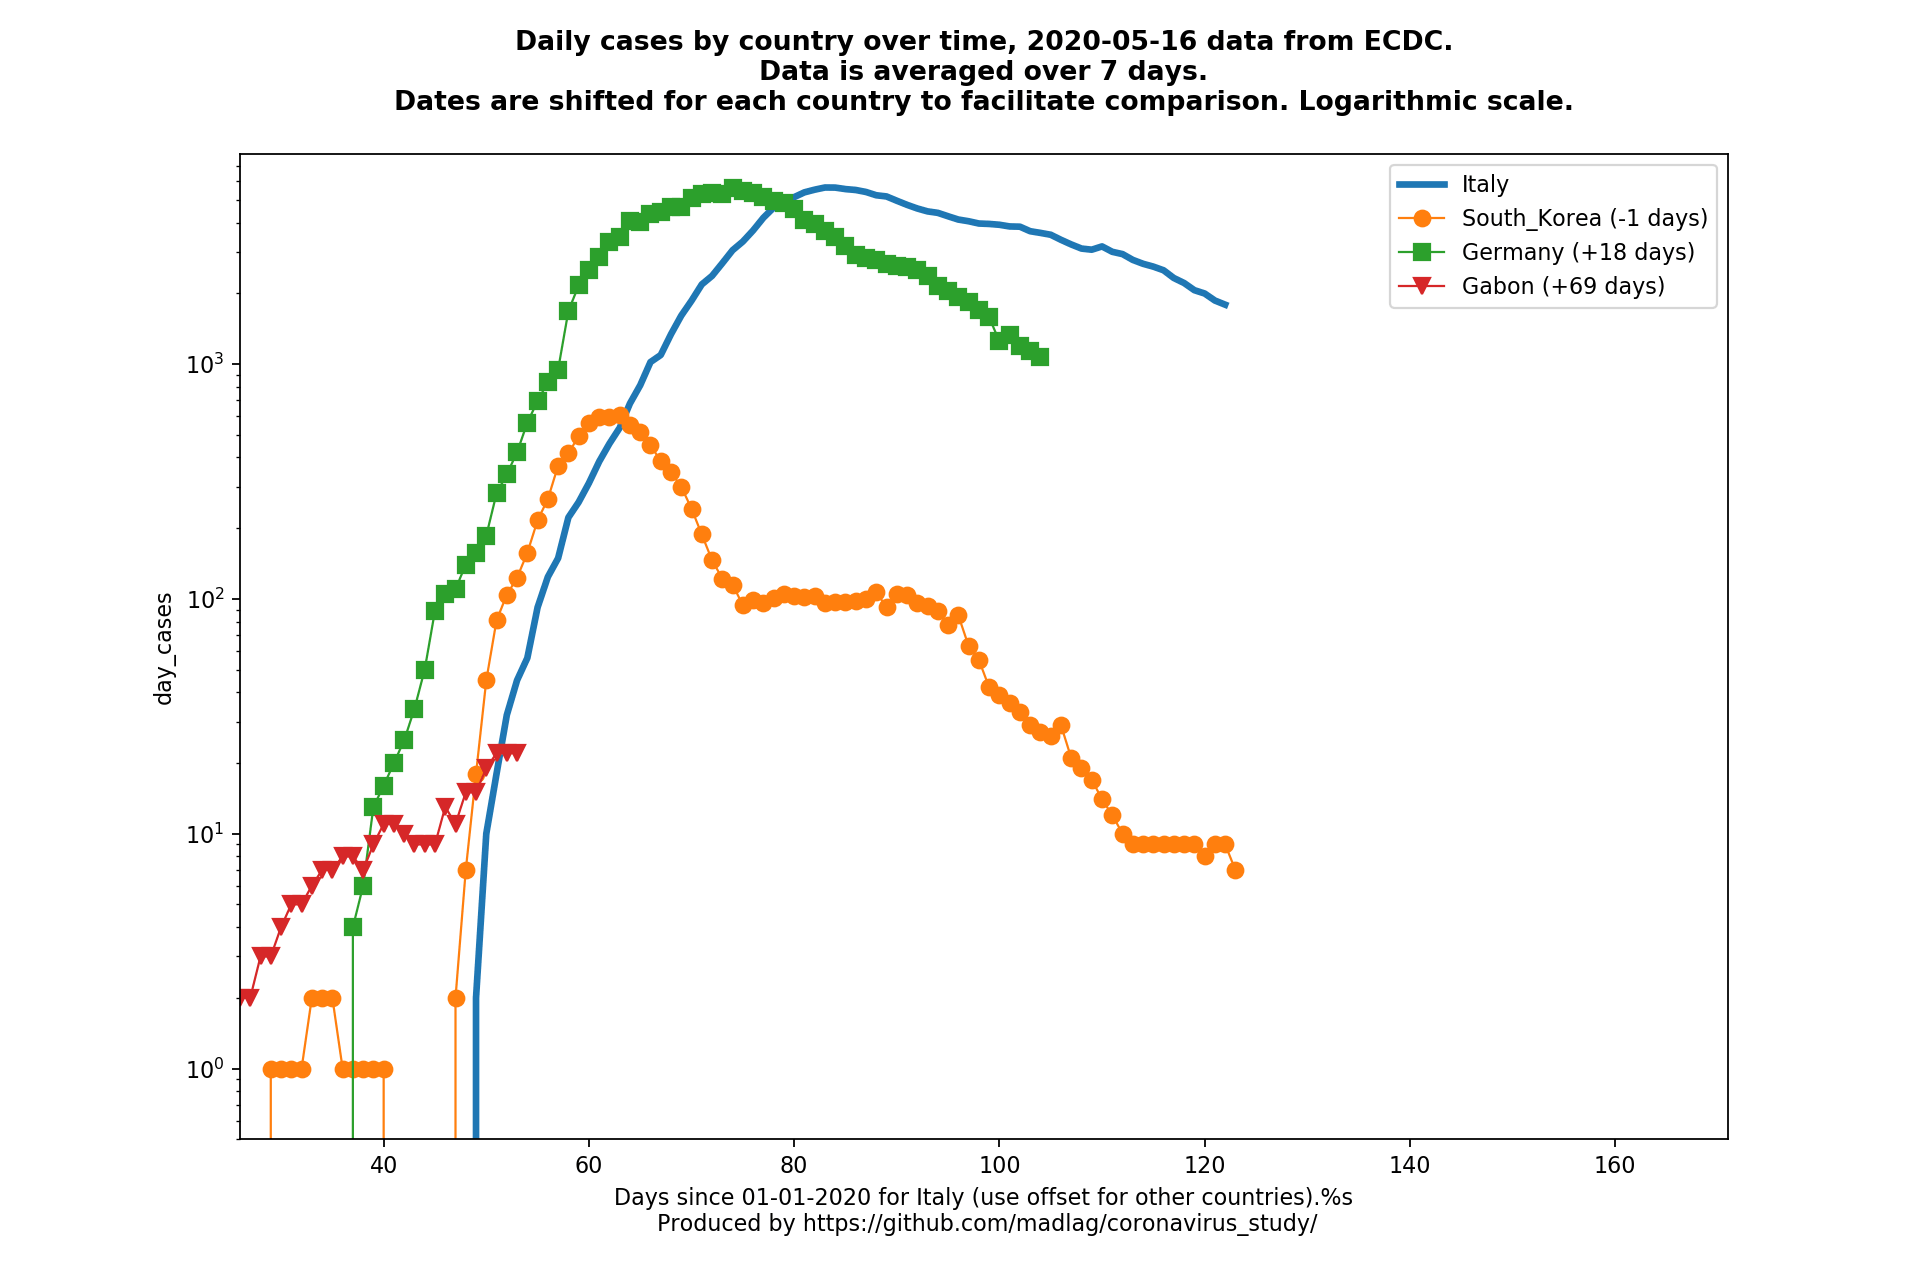 Daily cases by country over time, 2020-05-16 data from ECDC.
Data is averaged over 7 days.
Dates are shifted for each country to facilitate comparison. Logarithmic scale.
Italy
South_Korea (-1 days)
Germany (+18 days)
Gabon (+69 days)
day_cases
10³
10²
10¹
10⁰
40 60 80 100 120 140 160
Days since 01-01-2020 for Italy (use offset for other countries).%s
Produced by https://github.com/madlag/coronavirus_study/